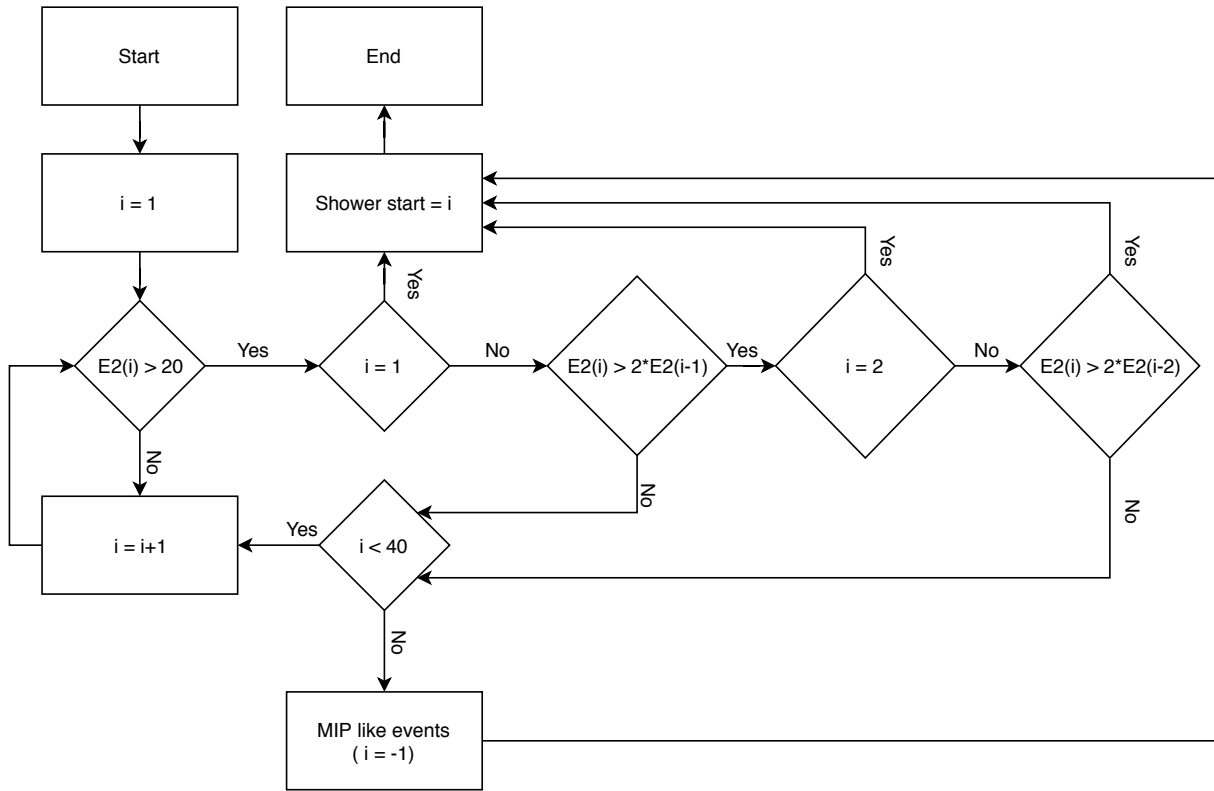 Start
End
i = 1
Shower start = i
Yes
Yes
Yes
E2(i) > 20
Yes
i = 1
No
E2(i) > 2*E2(i-1)
Yes
i = 2
No
E2(i) > 2*E2(i-2)
No
No
No
i = i+1
Yes
i < 40
No
MIP like events
( i = -1)